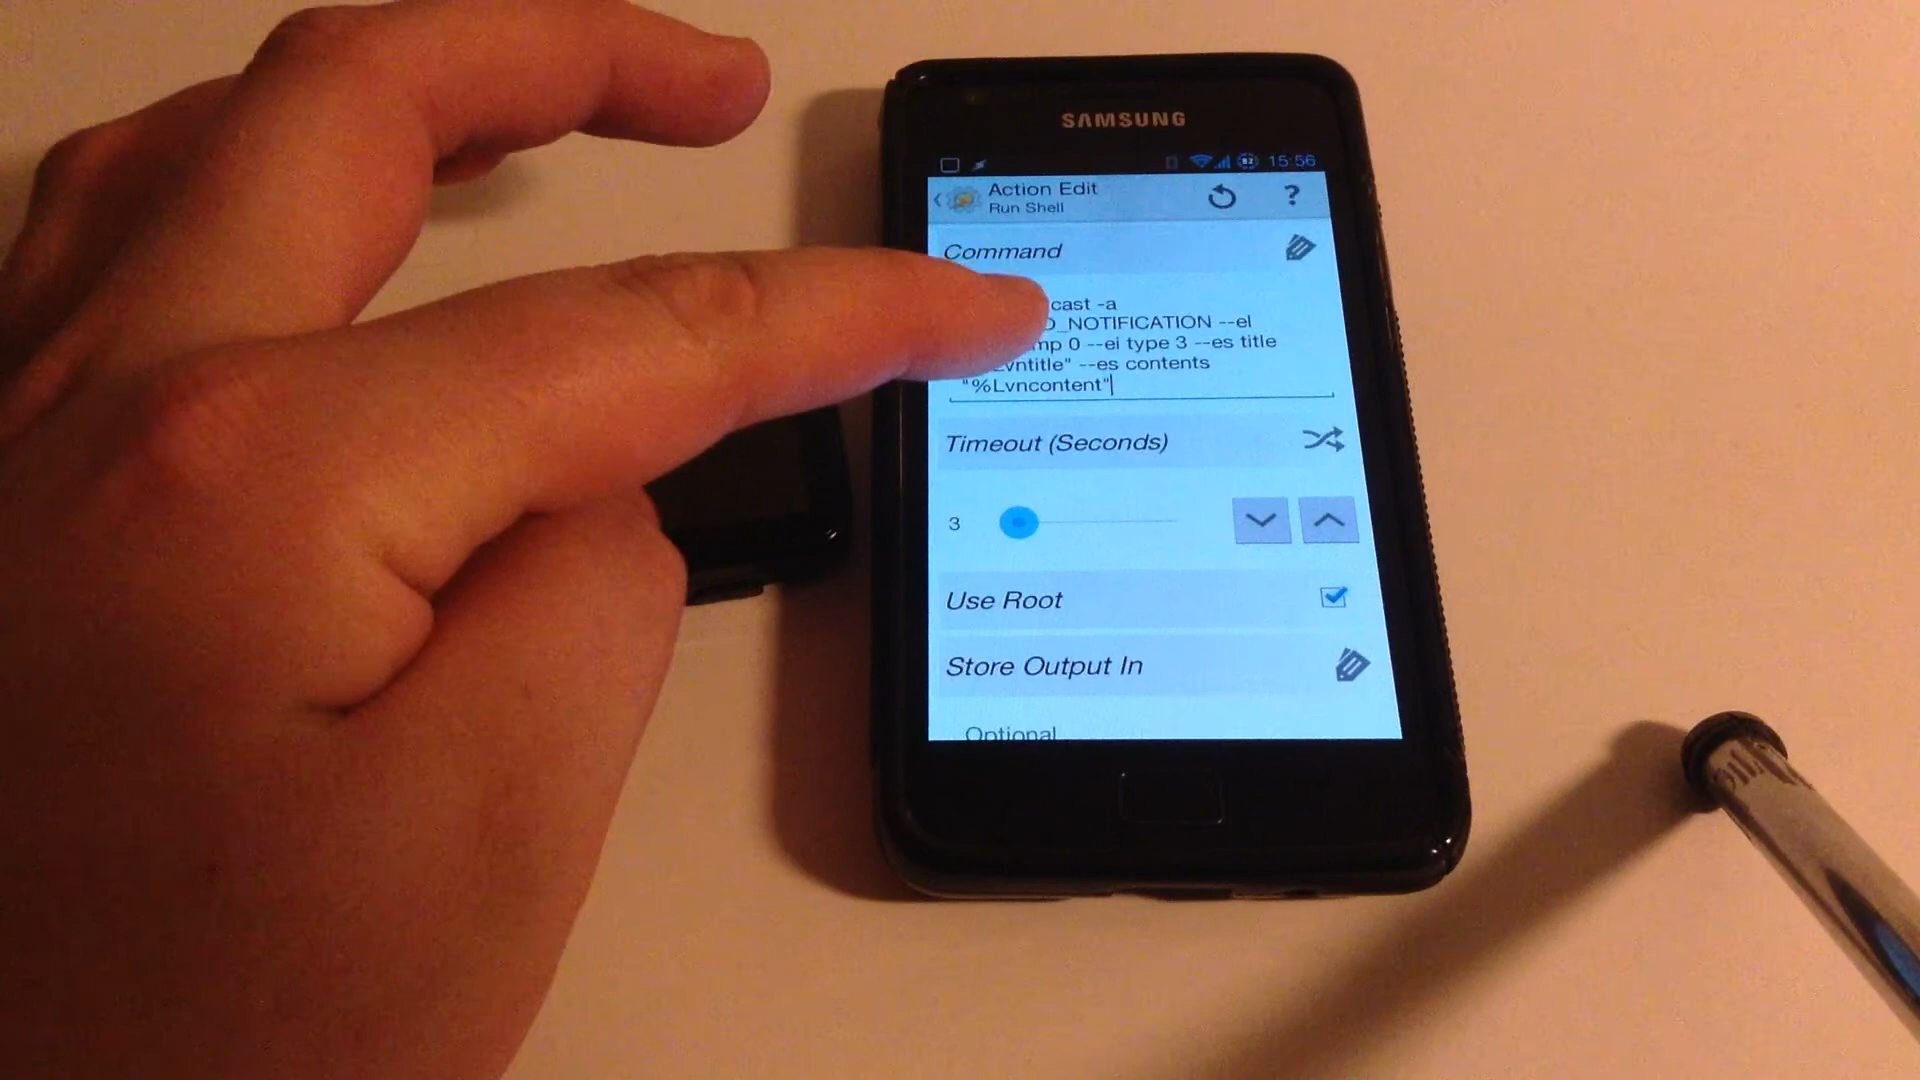 SAMSUNG
15:56
Action Edit
Run Shell
?
Command
cast -a
_NOTIFICATION --el
mp 0 --ei type 3 --es title
vntitle" --es contents
"%Lvncontent"
Timeout (Seconds)
3
Use Root
Store Output In
Optional